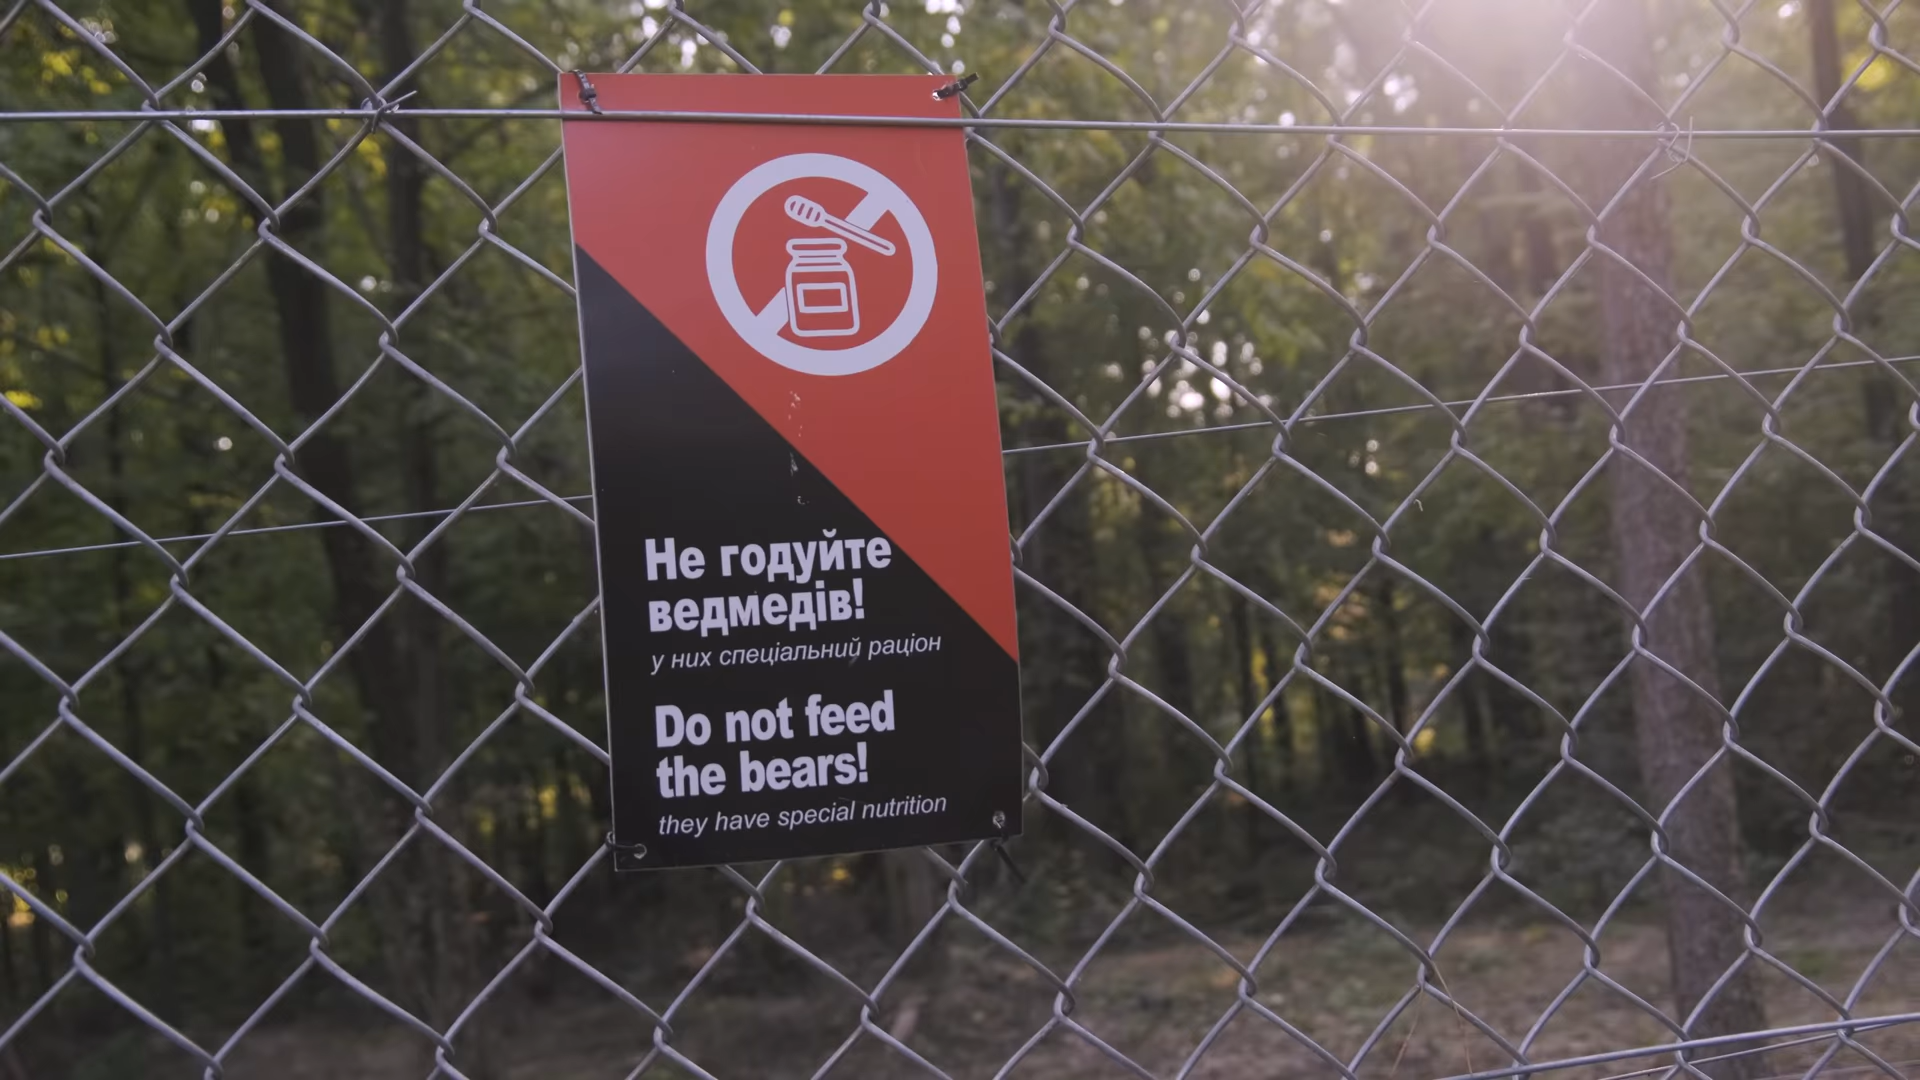 Не годуйте
ведмедів!
у них спеціальний раціон
Do not feed
the bears!
they have special nutrition